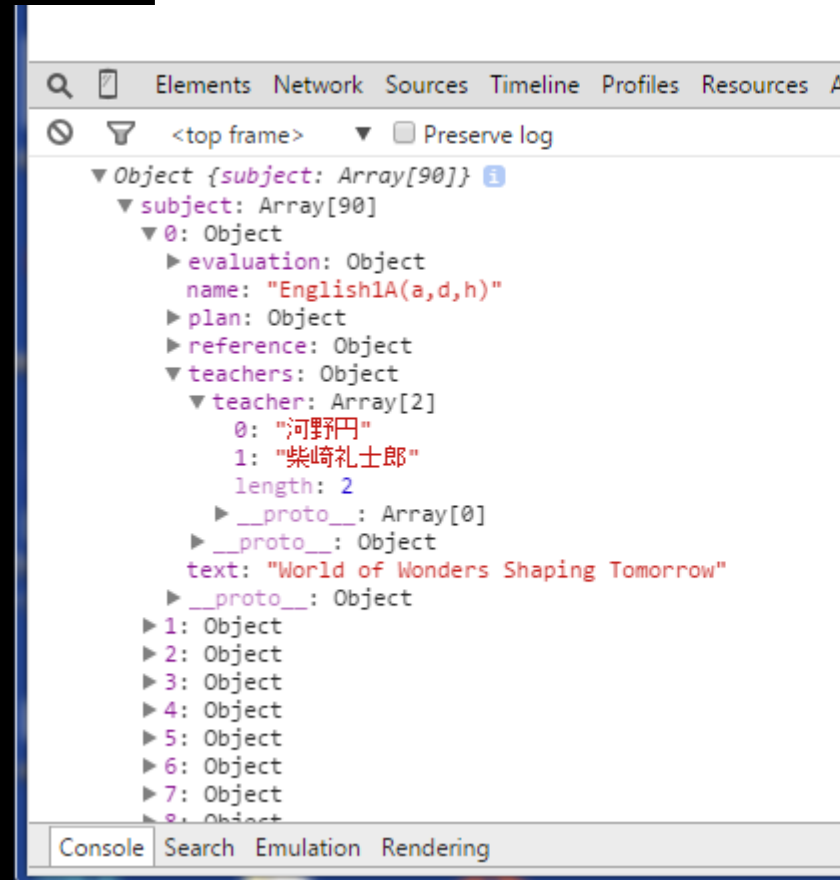 Elements Network Sources Timeline Profiles Resources
<top frame> ▼ Preserve log
▼ Object {subject: Array[90]} i
▼ subject: Array[90]
▼ 0: Object
▶ evaluation: Object
name: "English1A(a,d,h)"
▶ plan: Object
▶ reference: Object
▼ teachers: Object
▼ teacher: Array[2]
0: "河野円"
1: "柴崎礼士郎"
length: 2
▶ __proto__: Array[0]
▶ __proto__: Object
text: "World of Wonders Shaping Tomorrow"
▶ __proto__: Object
▶ 1: Object
▶ 2: Object
▶ 3: Object
▶ 4: Object
▶ 5: Object
▶ 6: Object
▶ 7: Object
▶ 8: Object
Console Search Emulation Rendering